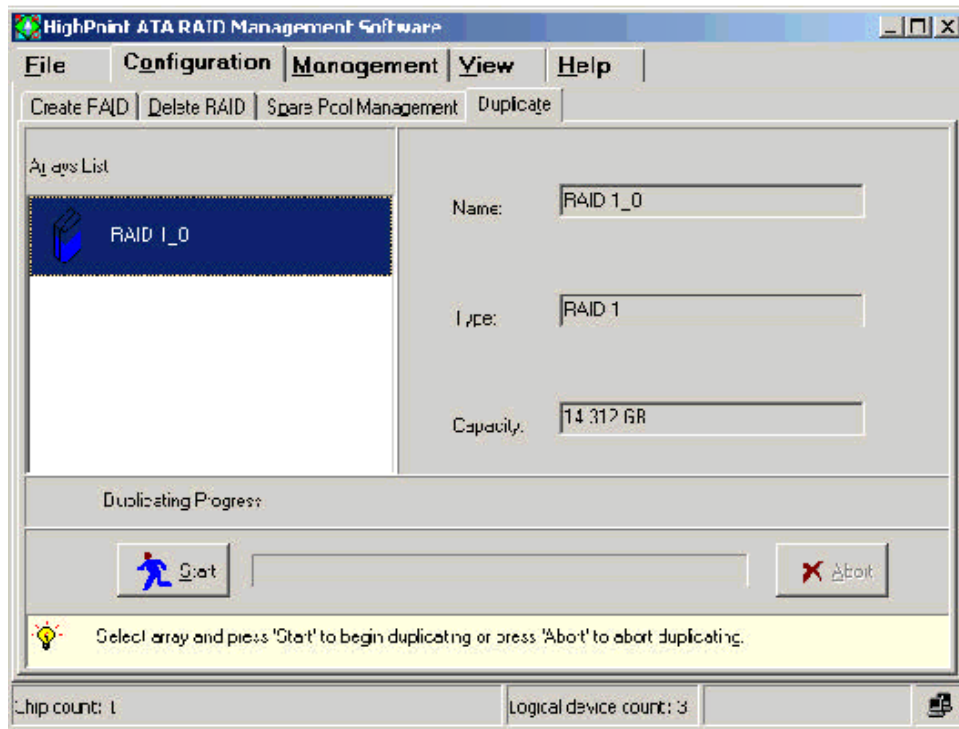 HighPoint ATA RAID Management Software
File Configuration Management View Help
Create RAID Delete RAID Spare Pool Management Duplicate
Arrays List
RAID 1_0
Name: RAID 1_0
Type: RAID 1
Capacity: 14.312 GB
Duplicating Progress
Start Abort
Select array and press 'Start' to begin duplicating or press 'Abort' to abort duplicating.
Chip count: 1 Logical device count: 3